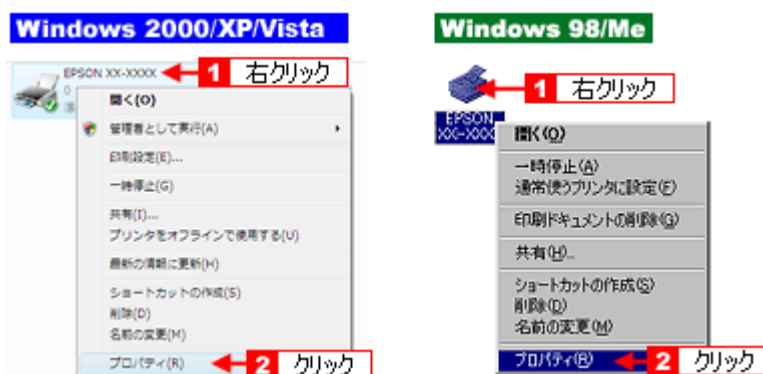 Windows 2000/XP/Vista
EPSON XX-XXXX
1 右クリック
0
開く(O)
管理者として実行(A)
印刷設定(E)...
一時停止(G)
共有(I)...
プリンタをオフラインで使用する(U)
最新の情報に更新(H)
ショートカットの作成(S)
削除(D)
名前の変更(M)
プロパティ(R)
2 クリック
Windows 98/Me
1 右クリック
EPSON
XX-XXXX
開く(O)
一時停止(A)
通常使うプリンタに設定(F)
印刷ドキュメントの削除(G)
共有(H)...
ショートカットの作成(S)
削除(D)
名前の変更(M)
プロパティ(R)
2 クリック